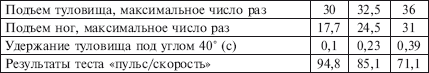 Подъем туловища, максимальное число раз 30 32,5 36
Подъем ног, максимальное число раз 17,7 24,5 31
Удержание туловища под углом 40° (с) 0,1 0,23 0,39
Результаты теста «пульс/скорость» 94,8 85,1 71,1